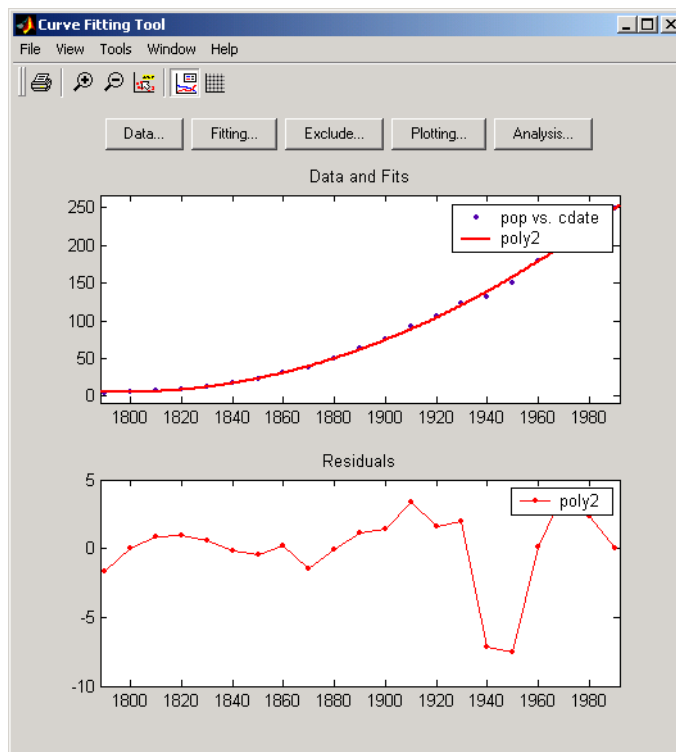 Curve Fitting Tool
File View Tools Window Help
Data... Fitting... Exclude... Plotting... Analysis...
Data and Fits
250
200
150
100
50
0
pop vs. cdate
poly2
1800 1820 1840 1860 1880 1900 1920 1940 1960 1980
Residuals
5
0
-5
-10
poly2
1800 1820 1840 1860 1880 1900 1920 1940 1960 1980